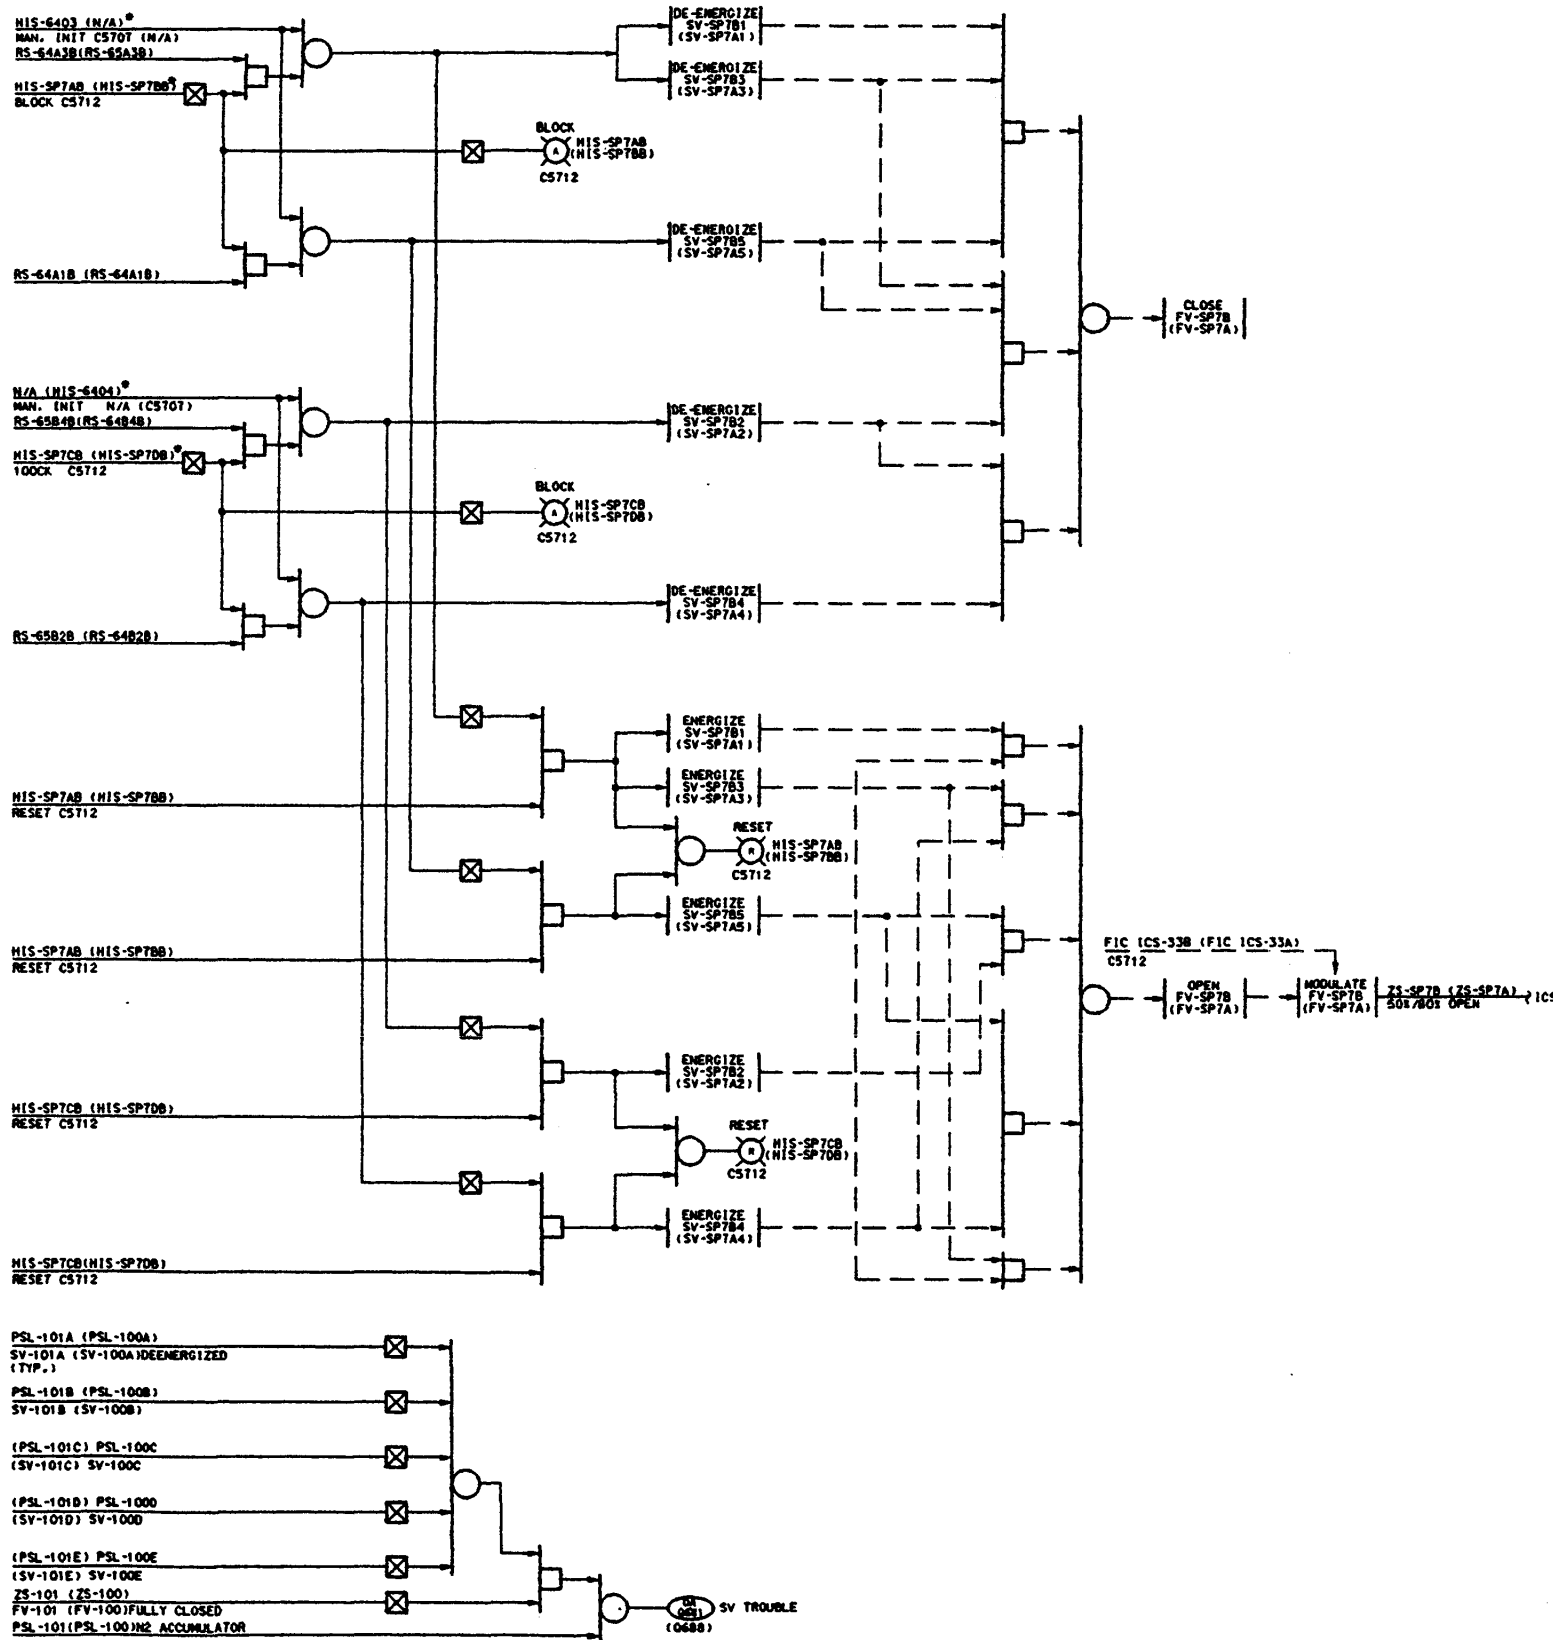 HIS-6403 (N/A)*
MAN. INIT C5707 (N/A)
RS-64A3B(RS-65A3B)
HIS-SP7AB (HIS-SP7BB)*
BLOCK C5712
DE-ENERGIZE
SV-SP7B1
(SV-SP7A1)
DE-ENERGIZE
SV-SP7B3
(SV-SP7A3)
BLOCK
A
HIS-SP7AB
(HIS-SP7BB)
C5712
DE-ENERGIZE
SV-SP7B5
(SV-SP7A5)
RS-64A1B (RS-64A1B)
CLOSE
FV-SP7B
(FV-SP7A)
N/A (HIS-6404)*
MAN. INIT N/A (C5707)
RS-65B4B(RS-64B4B)
HIS-SP7CB (HIS-SP7DB)*
100CK C5712
DE-ENERGIZE
SV-SP7B2
(SV-SP7A2)
BLOCK
A
HIS-SP7CB
(HIS-SP7DB)
C5712
DE-ENERGIZE
SV-SP7B4
(SV-SP7A4)
RS-65B2B (RS-64B2B)
ENERGIZE
SV-SP7B1
(SV-SP7A1)
ENERGIZE
SV-SP7B3
(SV-SP7A3)
HIS-SP7AB (HIS-SP7BB)
RESET C5712
RESET
R
HIS-SP7AB
(HIS-SP7BB)
C5712
ENERGIZE
SV-SP7B5
(SV-SP7A5)
HIS-SP7AB (HIS-SP7BB)
RESET C5712
FIC ICS-33B (FIC ICS-33A)
C5712
OPEN
FV-SP7B
(FV-SP7A)
MODULATE
FV-SP7B
(FV-SP7A)
ZS-SP7B (ZS-SP7A)
50%/80% OPEN
ICS
ENERGIZE
SV-SP7B2
(SV-SP7A2)
HIS-SP7CB (HIS-SP7DB)
RESET C5712
RESET
R
HIS-SP7CB
(HIS-SP7DB)
C5712
ENERGIZE
SV-SP7B4
(SV-SP7A4)
HIS-SP7CB(HIS-SP7DB)
RESET C5712
PSL-101A (PSL-100A)
SV-101A (SV-100A)DEENERGIZED
(TYP.)
PSL-101B (PSL-100B)
SV-101B (SV-100B)
(PSL-101C) PSL-100C
(SV-101C) SV-100C
(PSL-101D) PSL-100D
(SV-101D) SV-100D
(PSL-101E) PSL-100E
(SV-101E) SV-100E
ZS-101 (ZS-100)
FV-101 (FV-100)FULLY CLOSED
PSL-101(PSL-100)N2 ACCUMULATOR
SV TROUBLE
(0688)